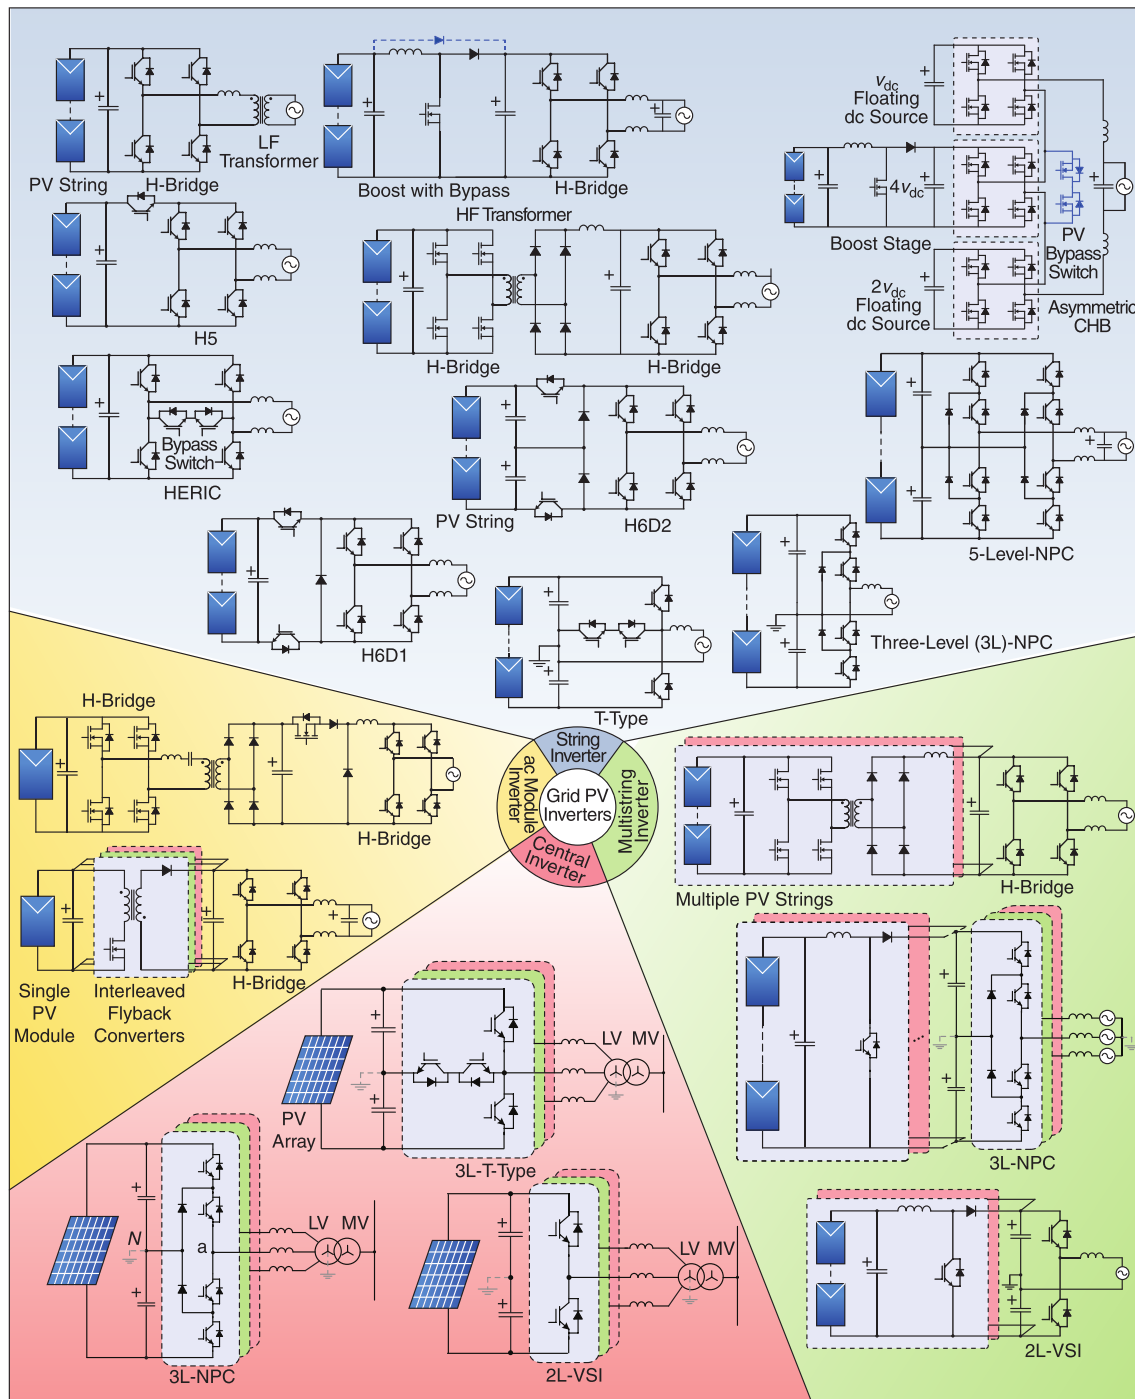 PV String
H-Bridge
LF
Transformer
Boost with Bypass
H-Bridge
v_dc
Floating
dc Source
4v_dc
Boost Stage
PV
Bypass
Switch
2v_dc
Floating
dc Source
Asymmetric
CHB
H5
HF Transformer
H-Bridge
H-Bridge
Bypass
Switch
HERIC
PV String
H6D2
5-Level-NPC
H6D1
T-Type
Three-Level (3L)-NPC
String
Inverter
ac Module
Inverter
Grid PV
Inverters
Multistring
Inverter
Central
Inverter
H-Bridge
H-Bridge
Single
PV
Module
Interleaved
Flyback
Converters
H-Bridge
Multiple PV Strings
H-Bridge
3L-NPC
2L-VSI
PV
Array
3L-T-Type
LV MV
N
a
3L-NPC
LV MV
2L-VSI
LV MV